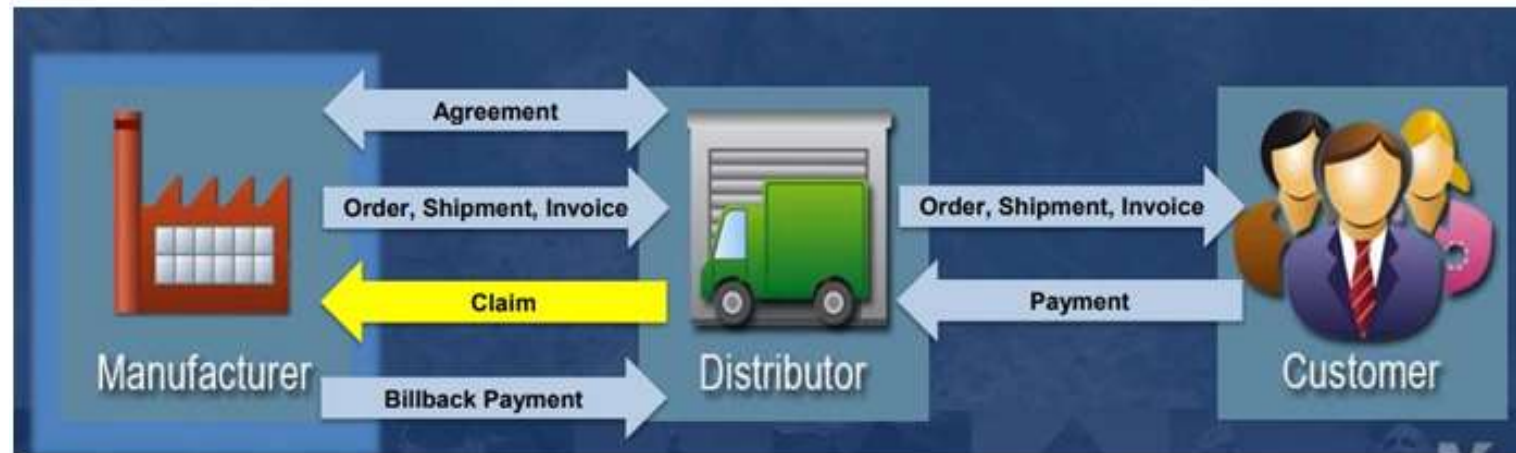 Agreement
Order, Shipment, Invoice
Order, Shipment, Invoice
Claim
Payment
Manufacturer
Distributor
Customer
Billback Payment